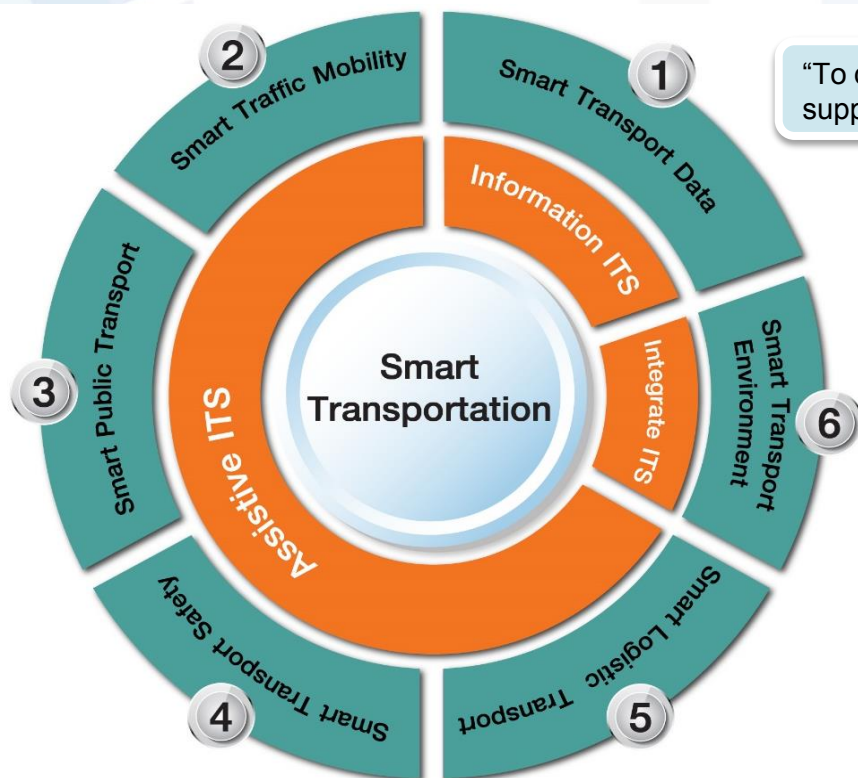 1
Smart Transport Data
2
Smart Traffic Mobility
3
Smart Public Transport
4
Smart Transport Safety
5
Smart Logistic Transport
6
Smart Transport
Environment
Information ITS
Integrate ITS
Assistive ITS
Smart
Transportation
“To
supp